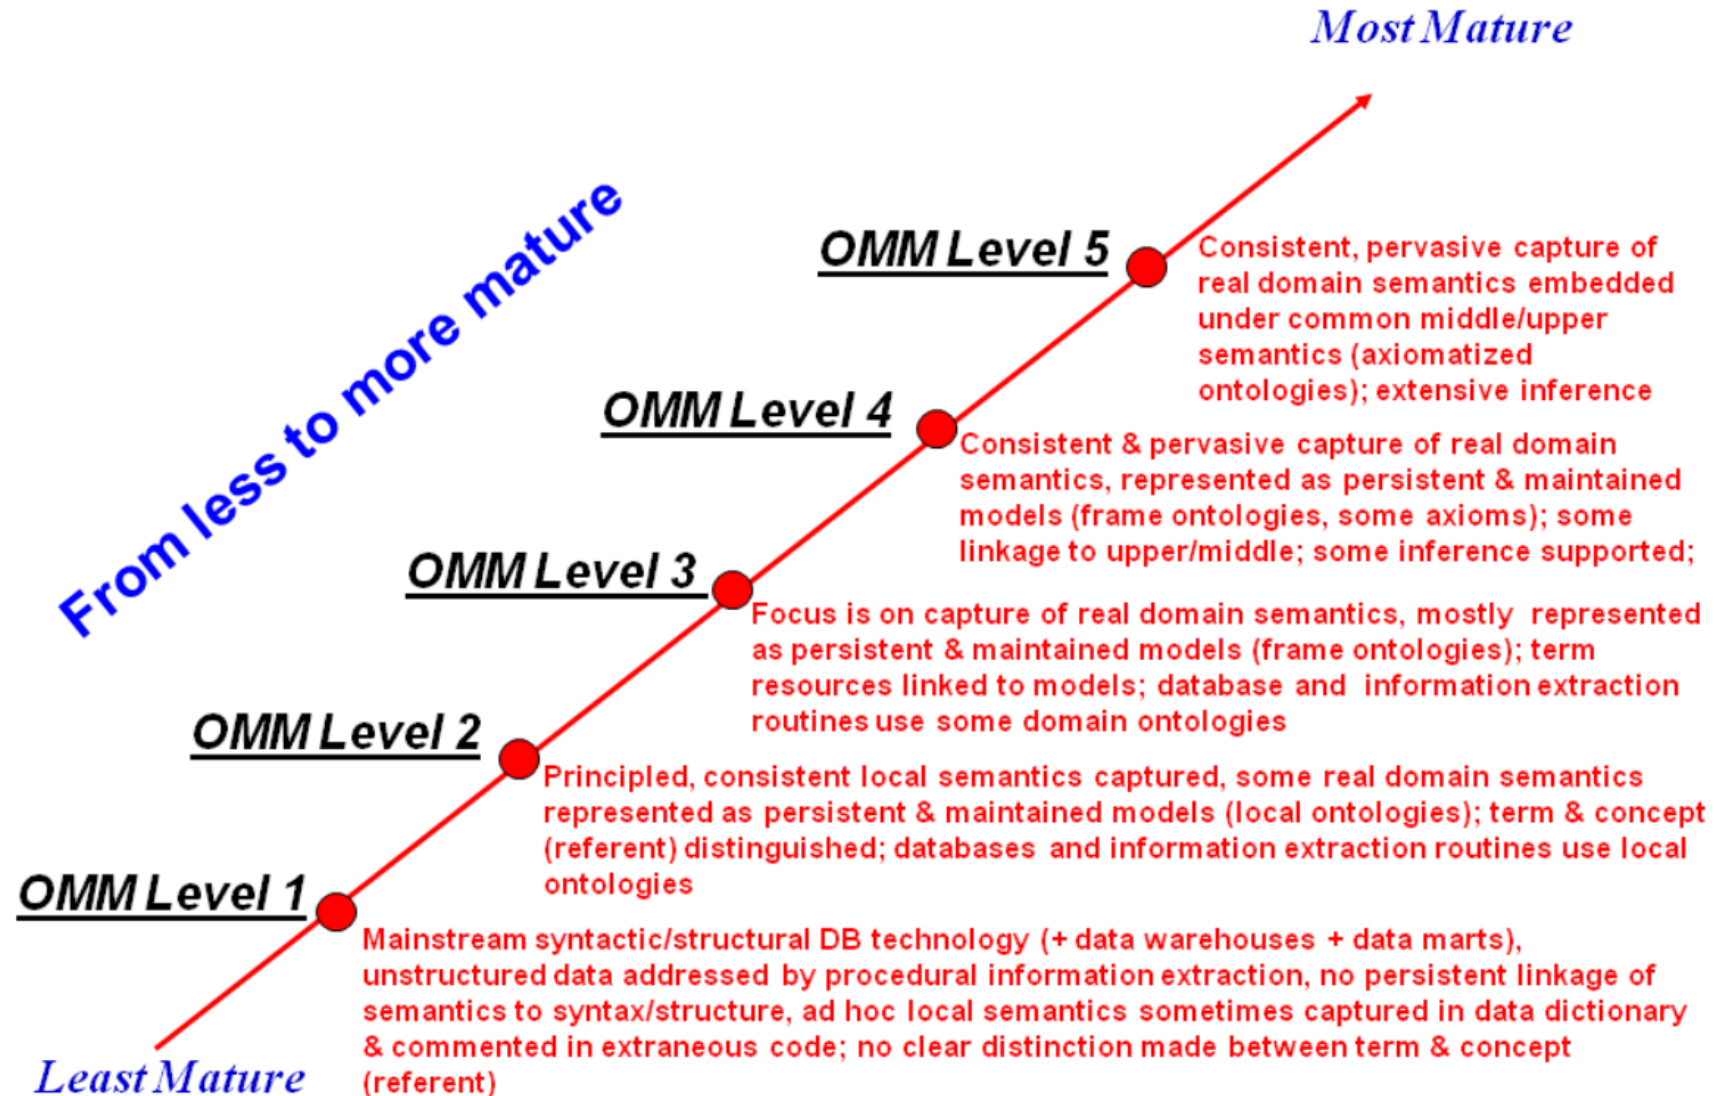 Most Mature
From less to more mature
OMM Level 5
Consistent, pervasive capture of
real domain semantics embedded
under common middle/upper
semantics (axiomatized
ontologies); extensive inference
OMM Level 4
Consistent & pervasive capture of real domain
semantics, represented as persistent & maintained
models (frame ontologies, some axioms); some
linkage to upper/middle; some inference supported;
OMM Level 3
Focus is on capture of real domain semantics, mostly represented
as persistent & maintained models (frame ontologies); term
resources linked to models; database and information extraction
routines use some domain ontologies
OMM Level 2
Principled, consistent local semantics captured, some real domain semantics
represented as persistent & maintained models (local ontologies); term & concept
(referent) distinguished; databases and information extraction routines use local
ontologies
OMM Level 1
Mainstream syntactic/structural DB technology (+ data warehouses + data marts),
unstructured data addressed by procedural information extraction, no persistent linkage of
semantics to syntax/structure, ad hoc local semantics sometimes captured in data dictionary
& commented in extraneous code; no clear distinction made between term & concept
(referent)
Least Mature